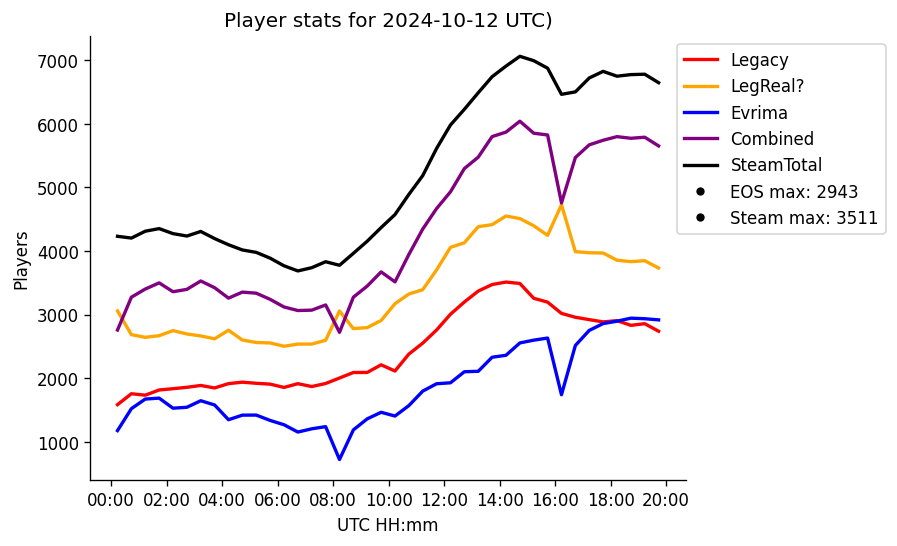 Player stats for 2024-10-12 UTC)
Legacy
LegReal?
Evrima
Combined
SteamTotal
EOS max: 2943
Steam max: 3511
Players
7000
6000
5000
4000
3000
2000
1000
00:00 02:00 04:00 06:00 08:00 10:00 12:00 14:00 16:00 18:00 20:00
UTC HH:mm